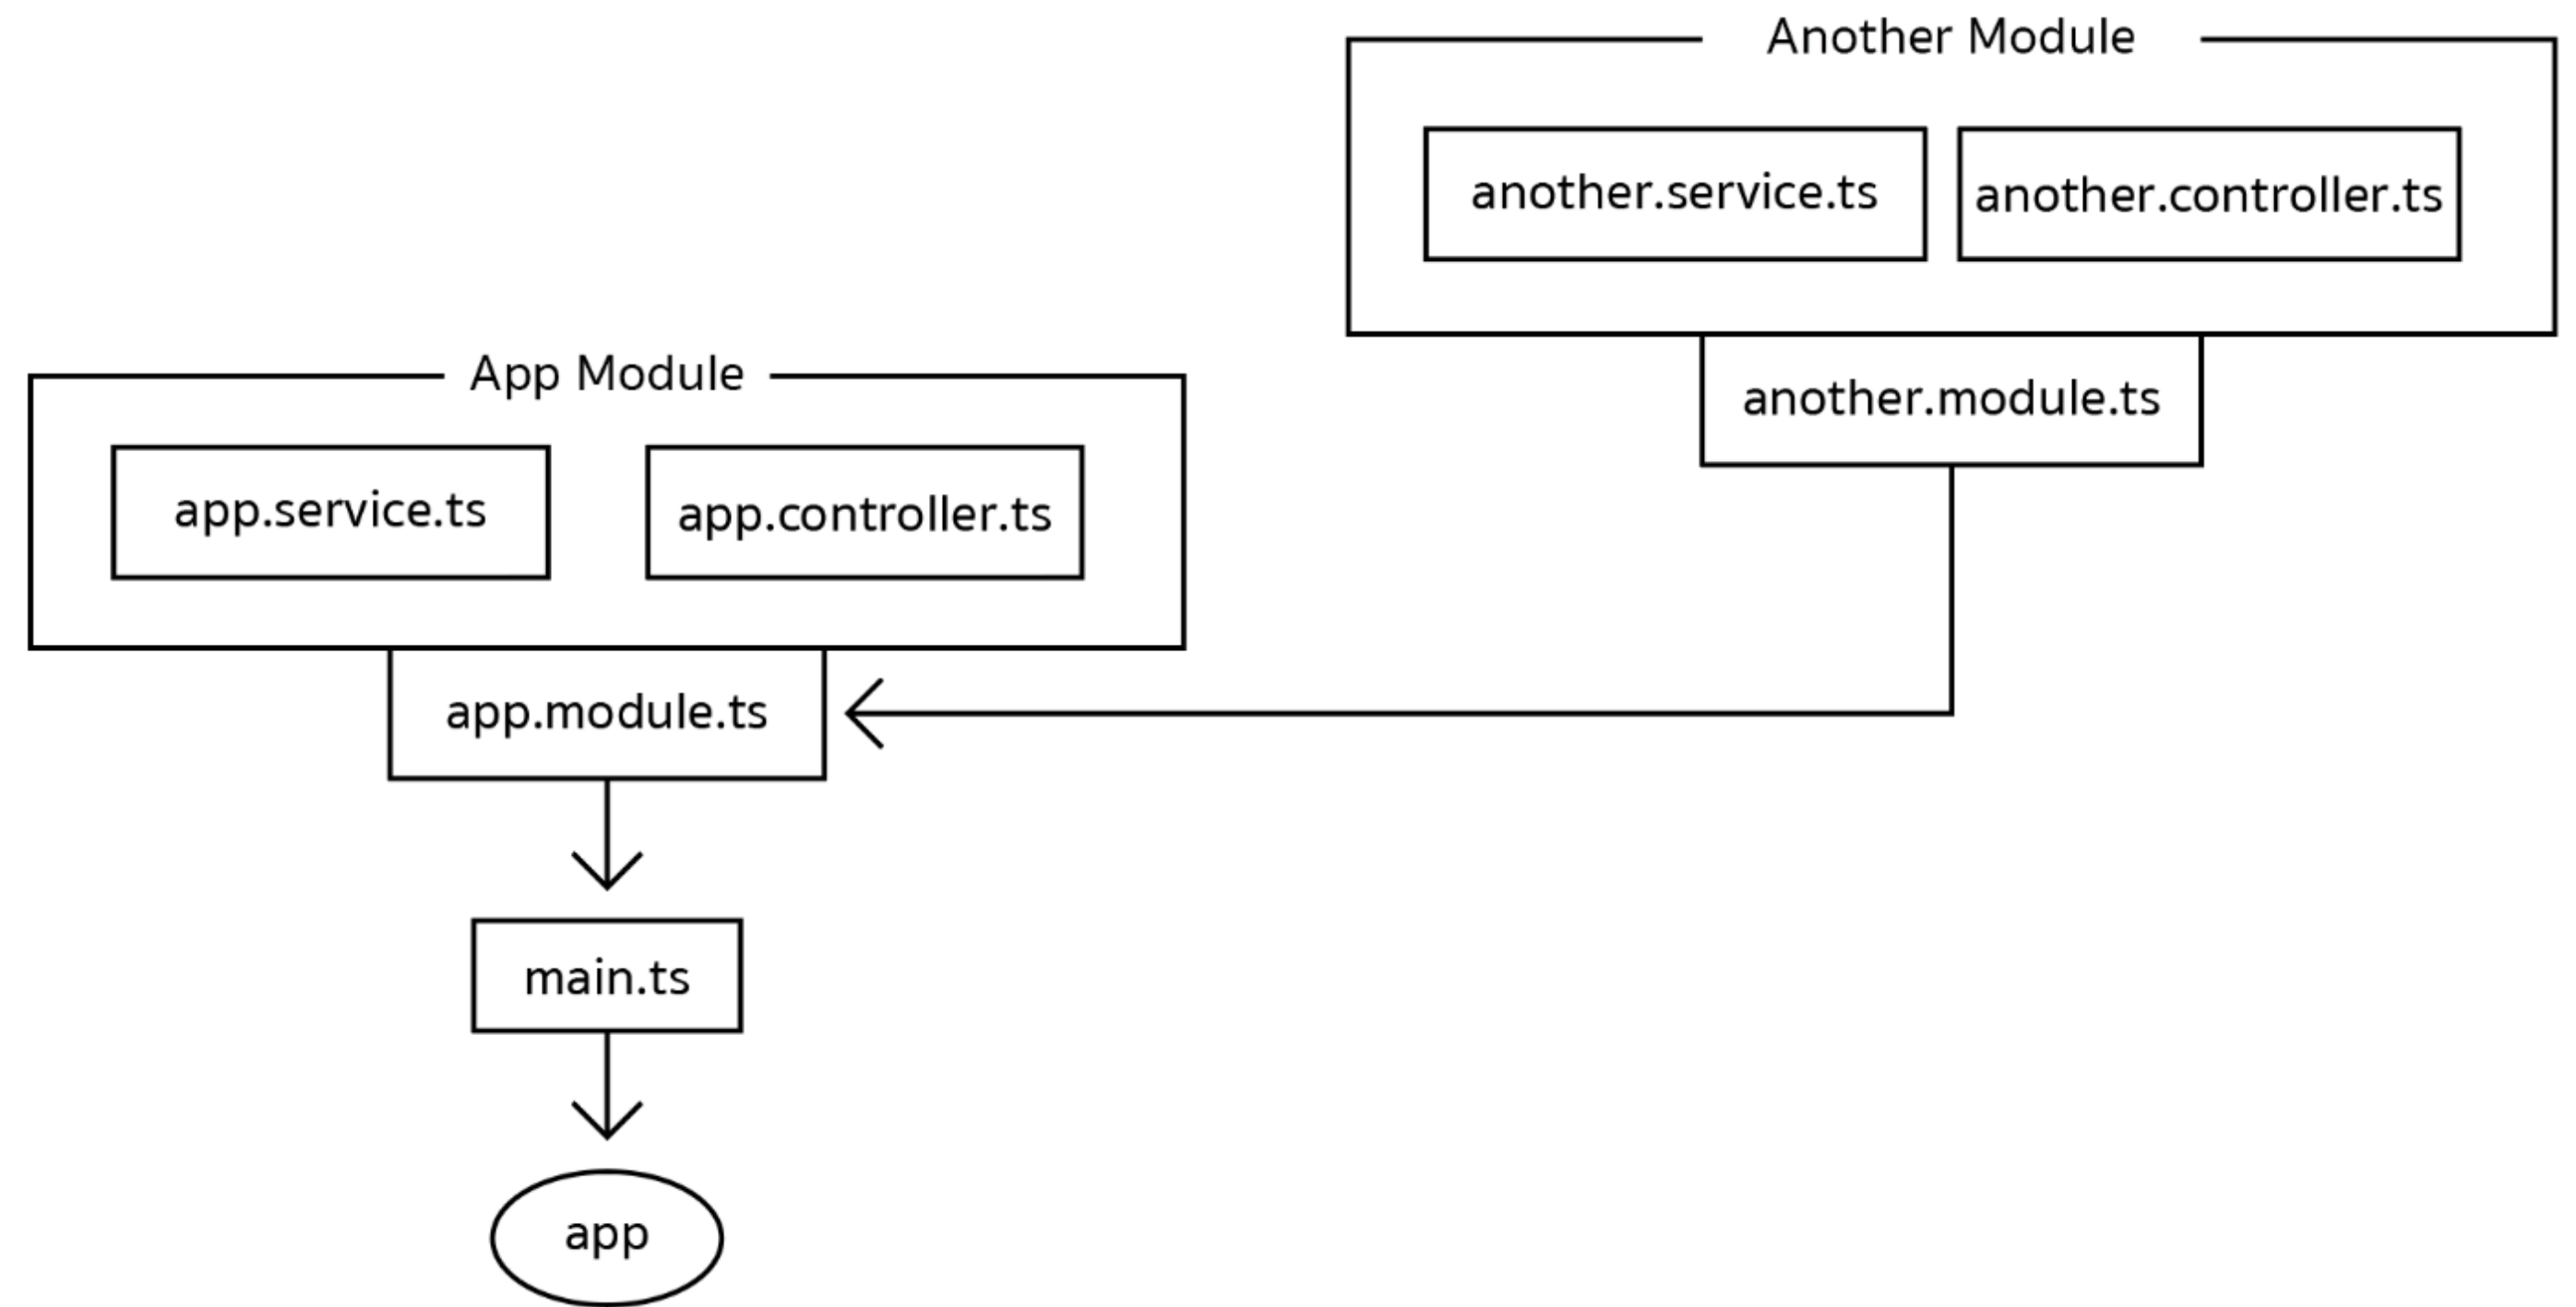 Another Module
another.service.ts
another.controller.ts
another.module.ts
App Module
app.service.ts
app.controller.ts
app.module.ts
main.ts
app